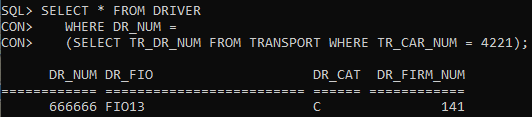 SQL> SELECT * FROM DRIVER
CON>    WHERE DR_NUM =
CON>    (SELECT TR_DR_NUM FROM TRANSPORT WHERE TR_CAR_NUM = 4221);
DR_NUM DR_FIO                    DR_CAT  DR_FIRM_NUM
============ ========================= ====== ============
666666 FIO13                     C               141